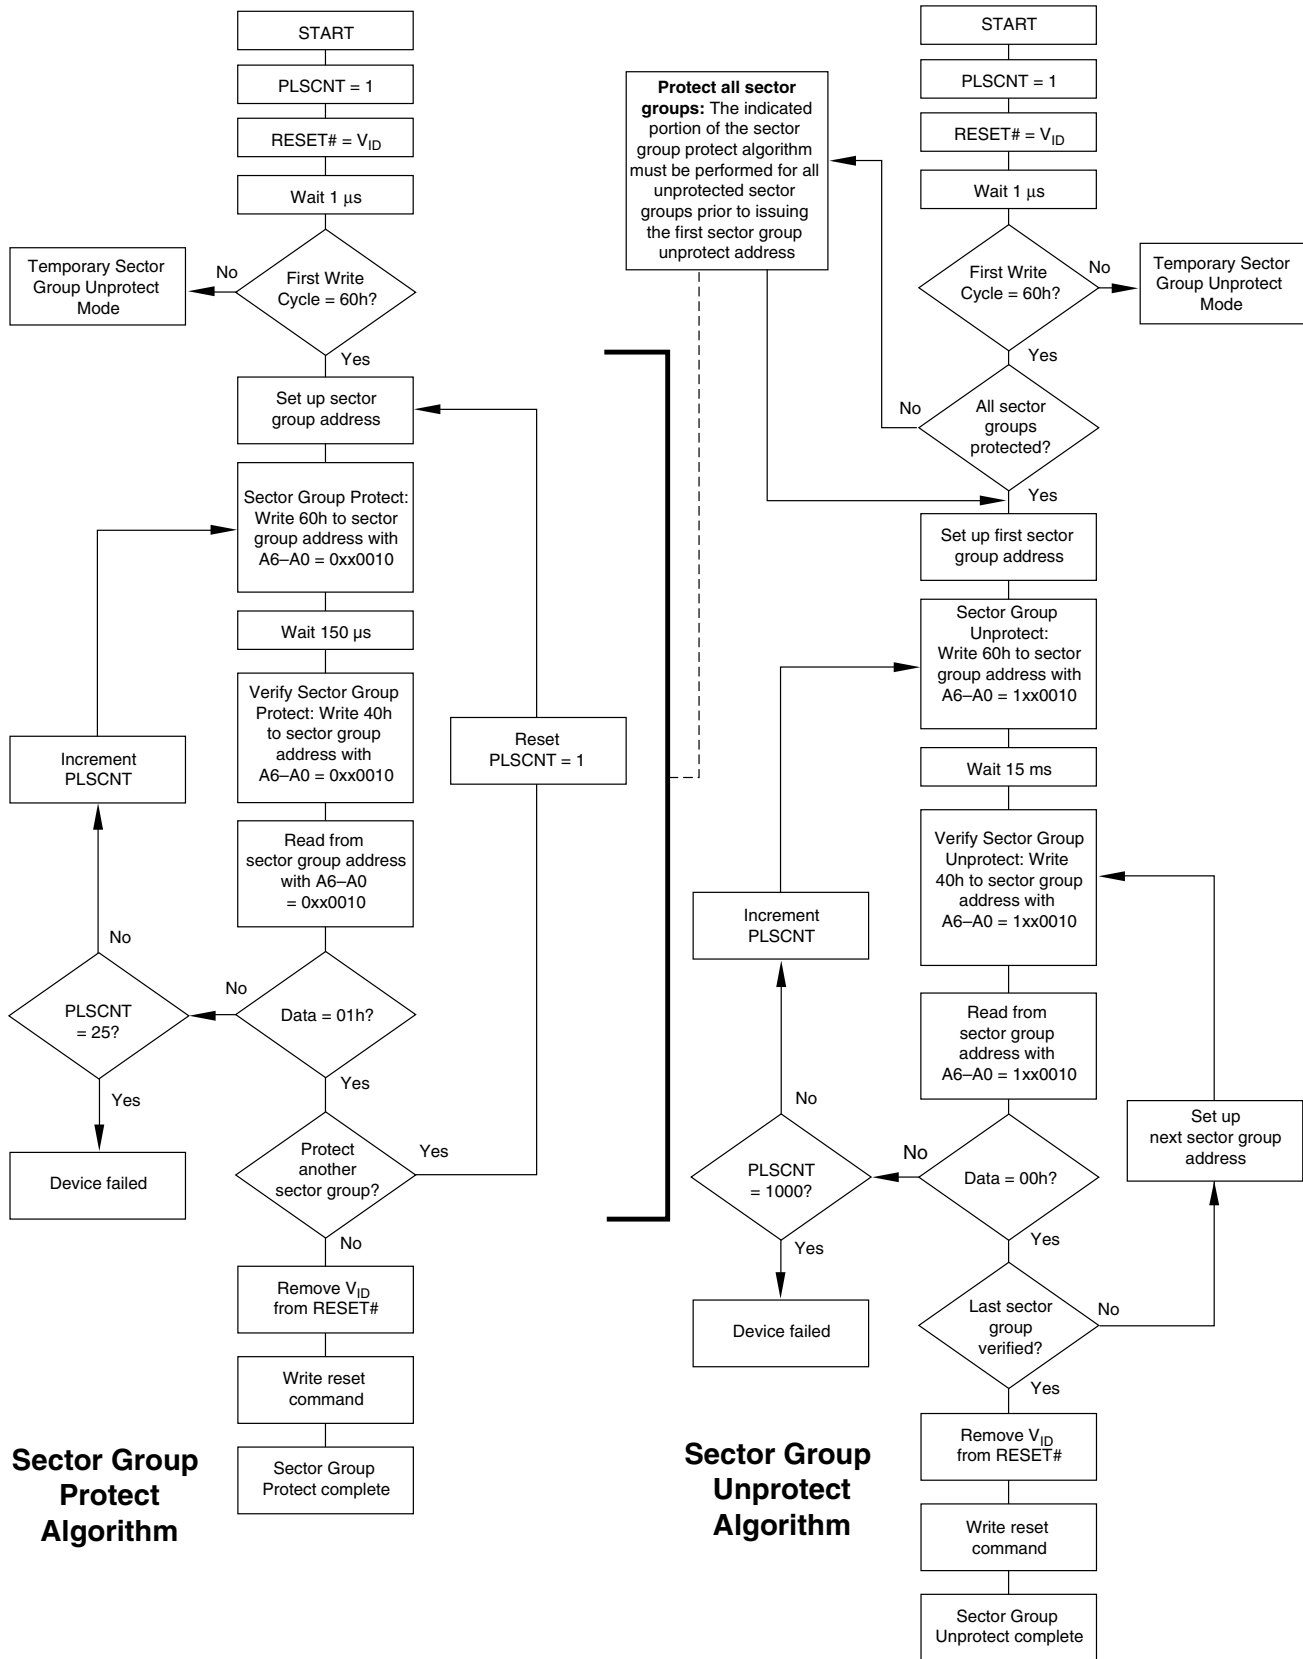 START
PLSCNT = 1
RESET# = VID
Wait 1 μs
First Write
Cycle = 60h?
No
Temporary Sector
Group Unprotect
Mode
Yes
Set up sector
group address
Sector Group Protect:
Write 60h to sector
group address with
A6–A0 = 0xx0010
Wait 150 µs
Verify Sector Group
Protect: Write 40h
to sector group
address with
A6–A0 = 0xx0010
Read from
sector group address
with A6–A0
= 0xx0010
Data = 01h?
No
PLSCNT
= 25?
No
Increment
PLSCNT
Yes
Device failed
Yes
Protect
another
sector group?
Yes
Reset
PLSCNT = 1
No
Remove VID
from RESET#
Write reset
command
Sector Group
Protect complete
Sector Group
Protect
Algorithm
Protect all sector
groups: The indicated
portion of the sector
group protect algorithm
must be performed for all
unprotected sector
groups prior to issuing
the first sector group
unprotect address
START
PLSCNT = 1
RESET# = VID
Wait 1 μs
First Write
Cycle = 60h?
No
Temporary Sector
Group Unprotect
Mode
Yes
All sector
groups
protected?
No
Yes
Set up first sector
group address
Sector Group
Unprotect:
Write 60h to sector
group address with
A6–A0 = 1xx0010
Wait 15 ms
Verify Sector Group
Unprotect: Write
40h to sector group
address with
A6–A0 = 1xx0010
Read from
sector group
address with
A6–A0 = 1xx0010
Data = 00h?
No
PLSCNT
= 1000?
No
Increment
PLSCNT
Yes
Device failed
Yes
Last sector
group
verified?
No
Set up
next sector group
address
Yes
Remove VID
from RESET#
Write reset
command
Sector Group
Unprotect complete
Sector Group
Unprotect
Algorithm